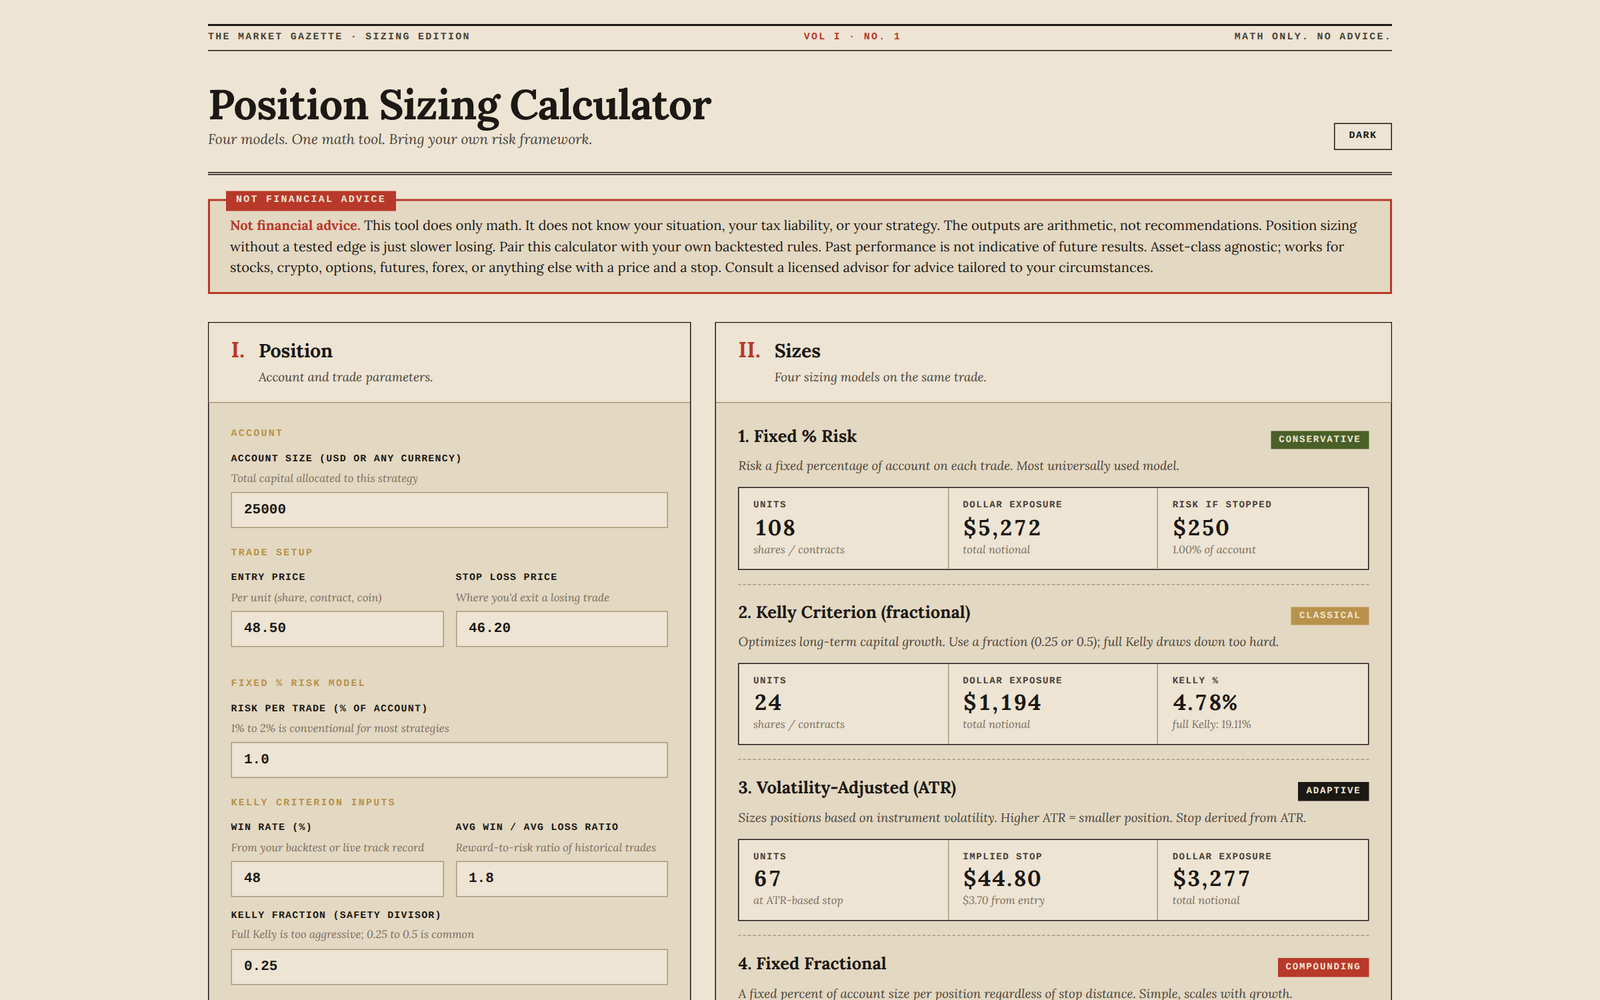 THE MARKET GAZETTE · SIZING EDITION
VOL I · NO. 1
MATH ONLY. NO ADVICE.
Position Sizing Calculator
Four models. One math tool. Bring your own risk framework.
DARK
NOT FINANCIAL ADVICE
Not financial advice. This tool does only math. It does not know your situation, your tax liability, or your strategy. The outputs are arithmetic, not recommendations. Position sizing
without a tested edge is just slower losing. Pair this calculator with your own backtested rules. Past performance is not indicative of future results. Asset-class agnostic; works for
stocks, crypto, options, futures, forex, or anything else with a price and a stop. Consult a licensed advisor for advice tailored to your circumstances.
I. Position
Account and trade parameters.
ACCOUNT
ACCOUNT SIZE (USD OR ANY CURRENCY)
Total capital allocated to this strategy
25000
TRADE SETUP
ENTRY PRICE
Per unit (share, contract, coin)
48.50
STOP LOSS PRICE
Where you'd exit a losing trade
46.20
FIXED % RISK MODEL
RISK PER TRADE (% OF ACCOUNT)
1% to 2% is conventional for most strategies
1.0
KELLY CRITERION INPUTS
WIN RATE (%)
From your backtest or live track record
48
AVG WIN / AVG LOSS RATIO
Reward-to-risk ratio of historical trades
1.8
KELLY FRACTION (SAFETY DIVISOR)
Full Kelly is too aggressive; 0.25 to 0.5 is common
0.25
II. Sizes
Four sizing models on the same trade.
1. Fixed % Risk
CONSERVATIVE
Risk a fixed percentage of account on each trade. Most universally used model.
UNITS
108
shares / contracts
DOLLAR EXPOSURE
$5,272
total notional
RISK IF STOPPED
$250
1.00% of account
2. Kelly Criterion (fractional)
CLASSICAL
Optimizes long-term capital growth. Use a fraction (0.25 or 0.5); full Kelly draws down too hard.
UNITS
24
shares / contracts
DOLLAR EXPOSURE
$1,194
total notional
KELLY %
4.78%
full Kelly: 19.11%
3. Volatility-Adjusted (ATR)
ADAPTIVE
Sizes positions based on instrument volatility. Higher ATR = smaller position. Stop derived from ATR.
UNITS
67
at ATR-based stop
IMPLIED STOP
$44.80
$3.70 from entry
DOLLAR EXPOSURE
$3,277
total notional
4. Fixed Fractional
COMPOUNDING
A fixed percent of account size per position regardless of stop distance. Simple, scales with growth.